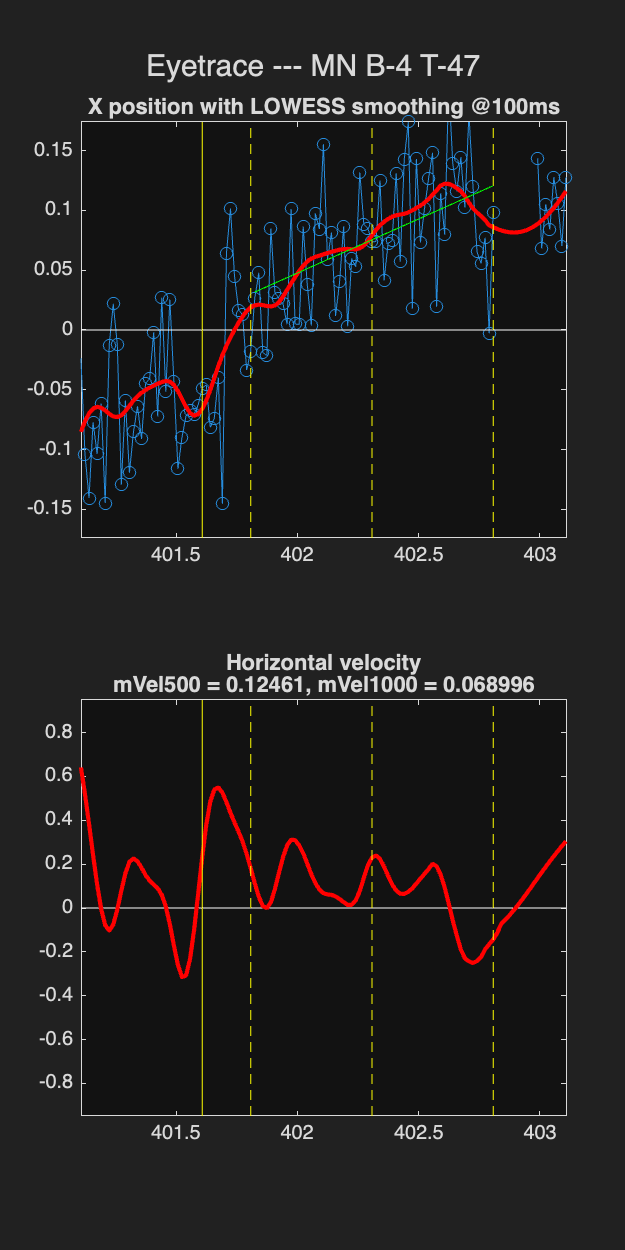 Eyetrace --- MN B-4 T-47
X position with LOWESS smoothing @100ms
0.15
0.1
0.05
0
-0.05
-0.1
-0.15
401.5 402 402.5 403
Horizontal velocity
mVel500 = 0.12461, mVel1000 = 0.068996
0.8
0.6
0.4
0.2
0
-0.2
-0.4
-0.6
-0.8
401.5 402 402.5 403